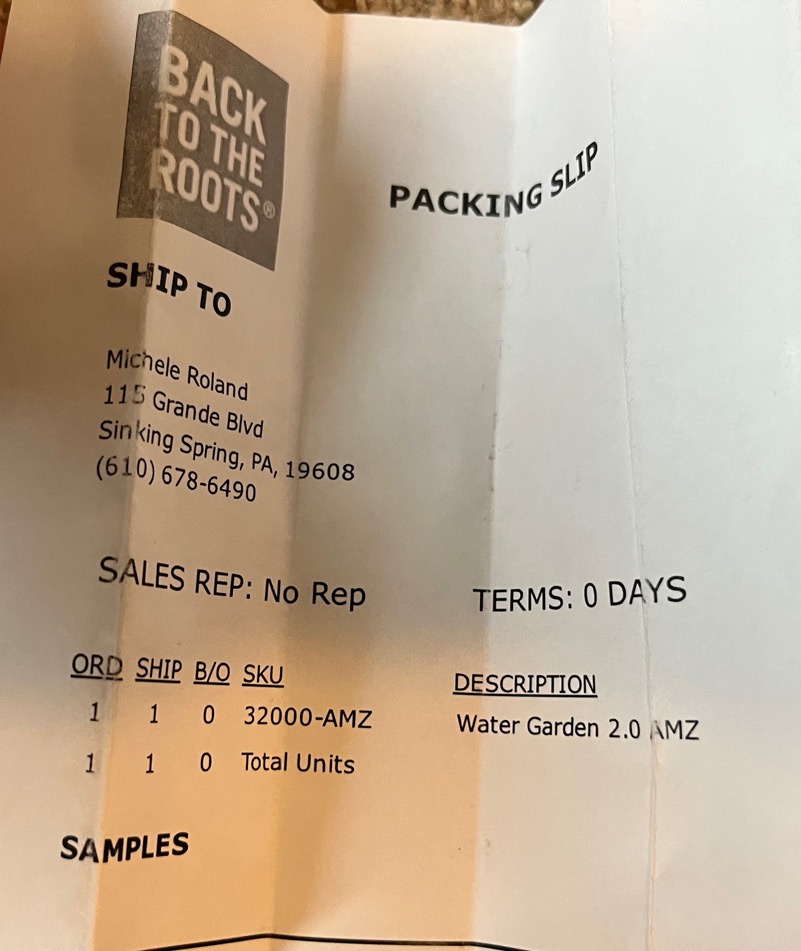 BACK
TO THE
ROOTS®
PACKING SLIP
SHIP TO
Michele Roland
115 Grande Blvd
Sinking Spring, PA, 19608
(610) 678-6490
SALES REP: No Rep TERMS: 0 DAYS
ORD SHIP B/O SKU DESCRIPTION
1 1 0 32000-AMZ Water Garden 2.0 AMZ
1 1 0 Total Units
SAMPLES